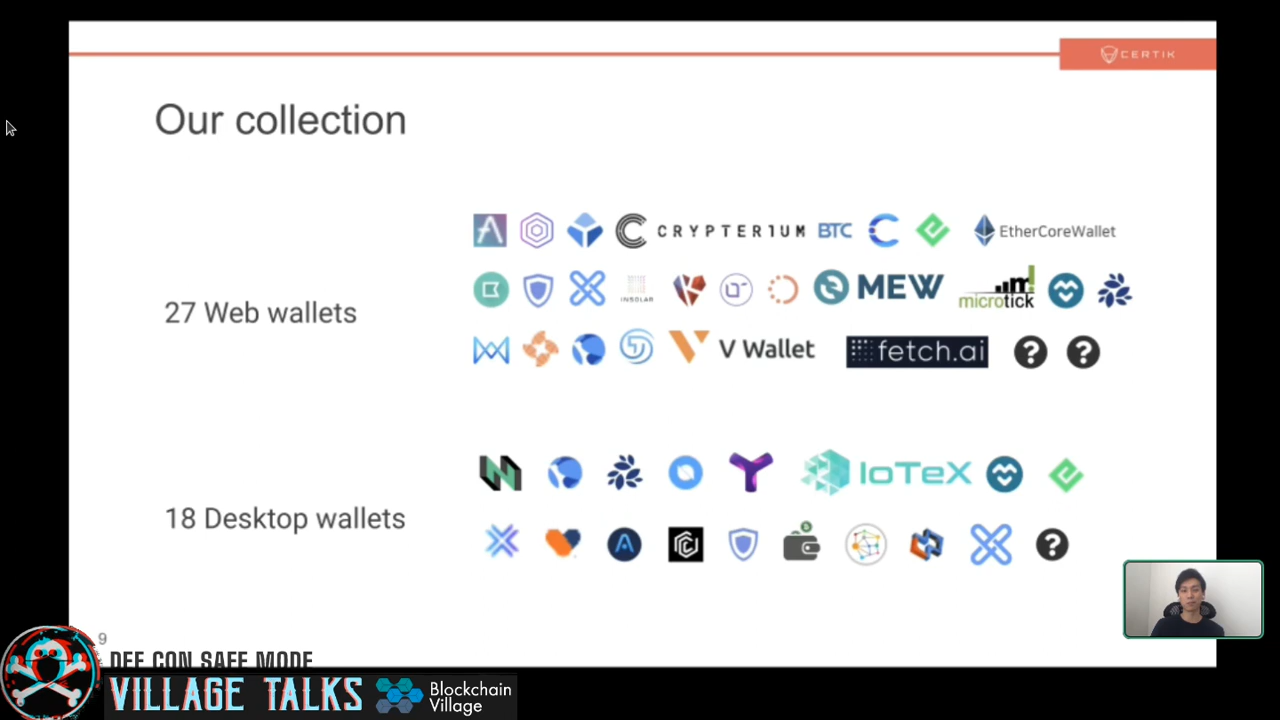 CERTIK
Our collection
CRYPTERIUM BTC EtherCoreWallet
INSOLAR MEW microtick
27 Web wallets
V Wallet fetch.ai ? ?
IoTeX
18 Desktop wallets
?
9
DEF CON SAFE MODE
VILLAGE TALKS
Blockchain
Village